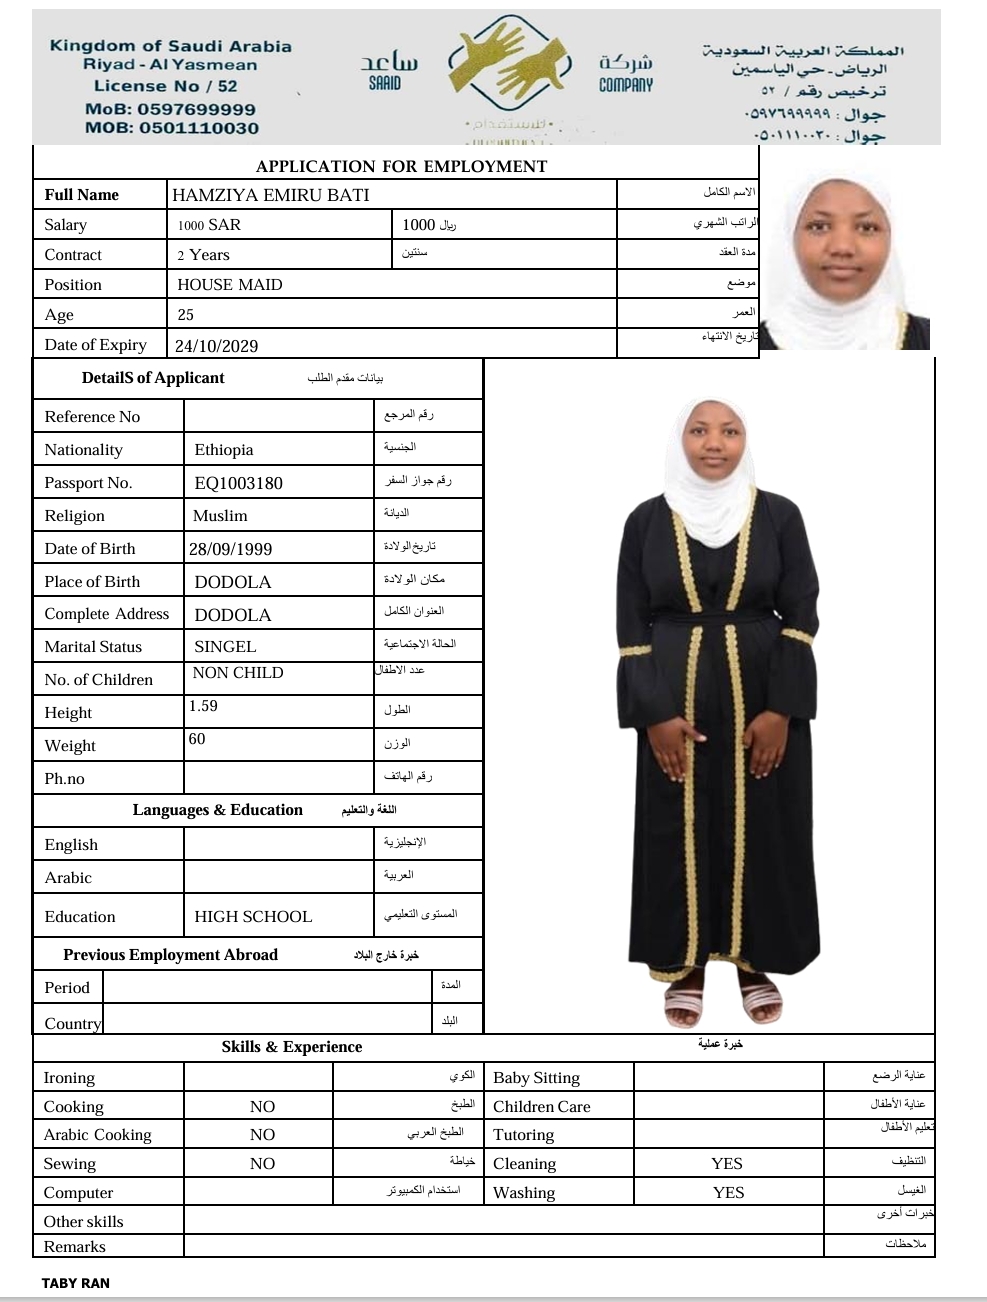 Kingdom of Saudi Arabia
Riyad - Al Yasmean
License No / 52
MoB: 0597699999
MOB: 0501110030
ساعد
SAAID
شركة
COMPANY
للاستقدام
المملكة العربية السعودية
الرياض - حي الياسمين
ترخيص رقم / ٥٢
جوال : ٠٥٩٧٦٩٩٩٩٩
جوال : ٠٥٠١١١٠٠٣٠
APPLICATION FOR EMPLOYMENT
Full Name HAMZIYA EMIRU BATI الاسم الكامل
Salary 1000 SAR 1000 ريال الراتب الشهري
Contract 2 Years سنتين مدة العقد
Position HOUSE MAID موضع
Age 25 العمر
Date of Expiry 24/10/2029 تاريخ الانتهاء
DetailS of Applicant بيانات مقدم الطلب
Reference No رقم المرجع
Nationality Ethiopia الجنسية
Passport No. EQ1003180 رقم جواز السفر
Religion Muslim الديانة
Date of Birth 28/09/1999 تاريخ الولادة
Place of Birth DODOLA مكان الولادة
Complete Address DODOLA العنوان الكامل
Marital Status SINGEL الحالة الاجتماعية
No. of Children NON CHILD عدد الاطفال
Height 1.59 الطول
Weight 60 الوزن
Ph.no رقم الهاتف
Languages & Education اللغة والتعليم
English الإنجليزية
Arabic العربية
Education HIGH SCHOOL المستوى التعليمي
Previous Employment Abroad خبرة خارج البلاد
Period المدة
Country البلد
Skills & Experience خبرة عملية
Ironing الكوي Baby Sitting عناية الرضع
Cooking NO الطبخ Children Care عناية الأطفال
Arabic Cooking NO الطبخ العربي Tutoring تعليم الأطفال
Sewing NO خياطة Cleaning YES التنظيف
Computer استخدام الكمبيوتر Washing YES الغيسل
Other skills خبرات أخرى
Remarks ملاحظات
TABY RAN